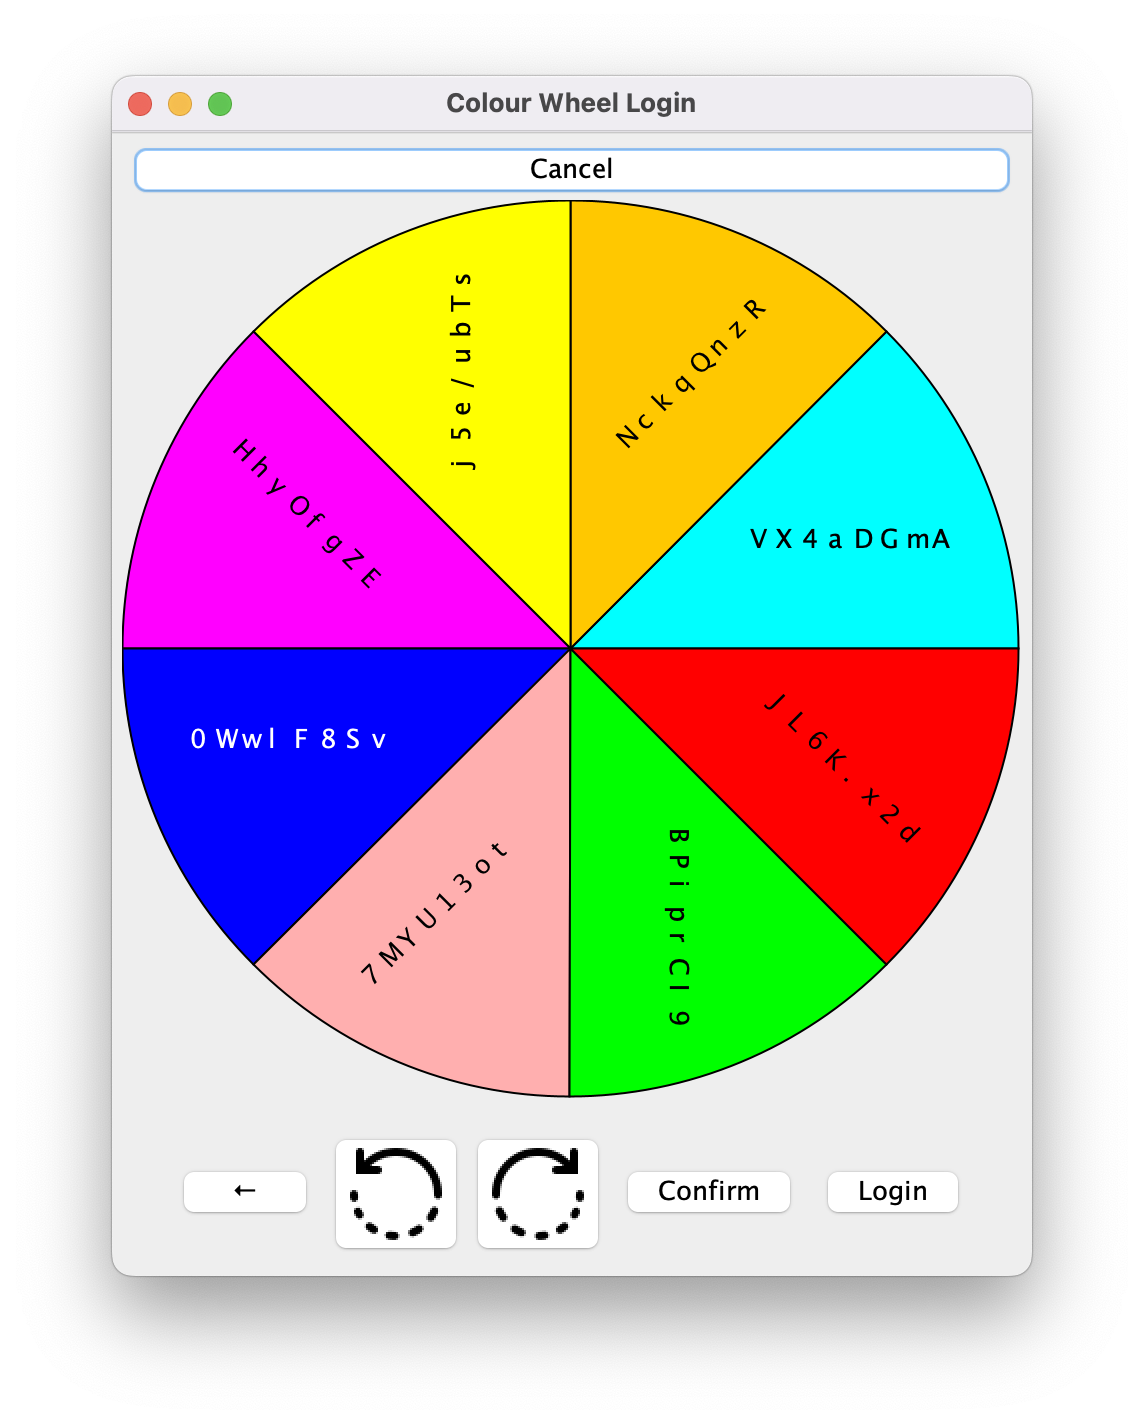 Colour Wheel Login
Cancel
j 5 e / u b T s
N c k q Q n z R
H h y O f g Z E
V X 4 a D G m A
0 W w l F 8 S v
J L 6 K . x 2 d
7 M Y U 1 3 o t
B P i p r C I 9
← Confirm Login